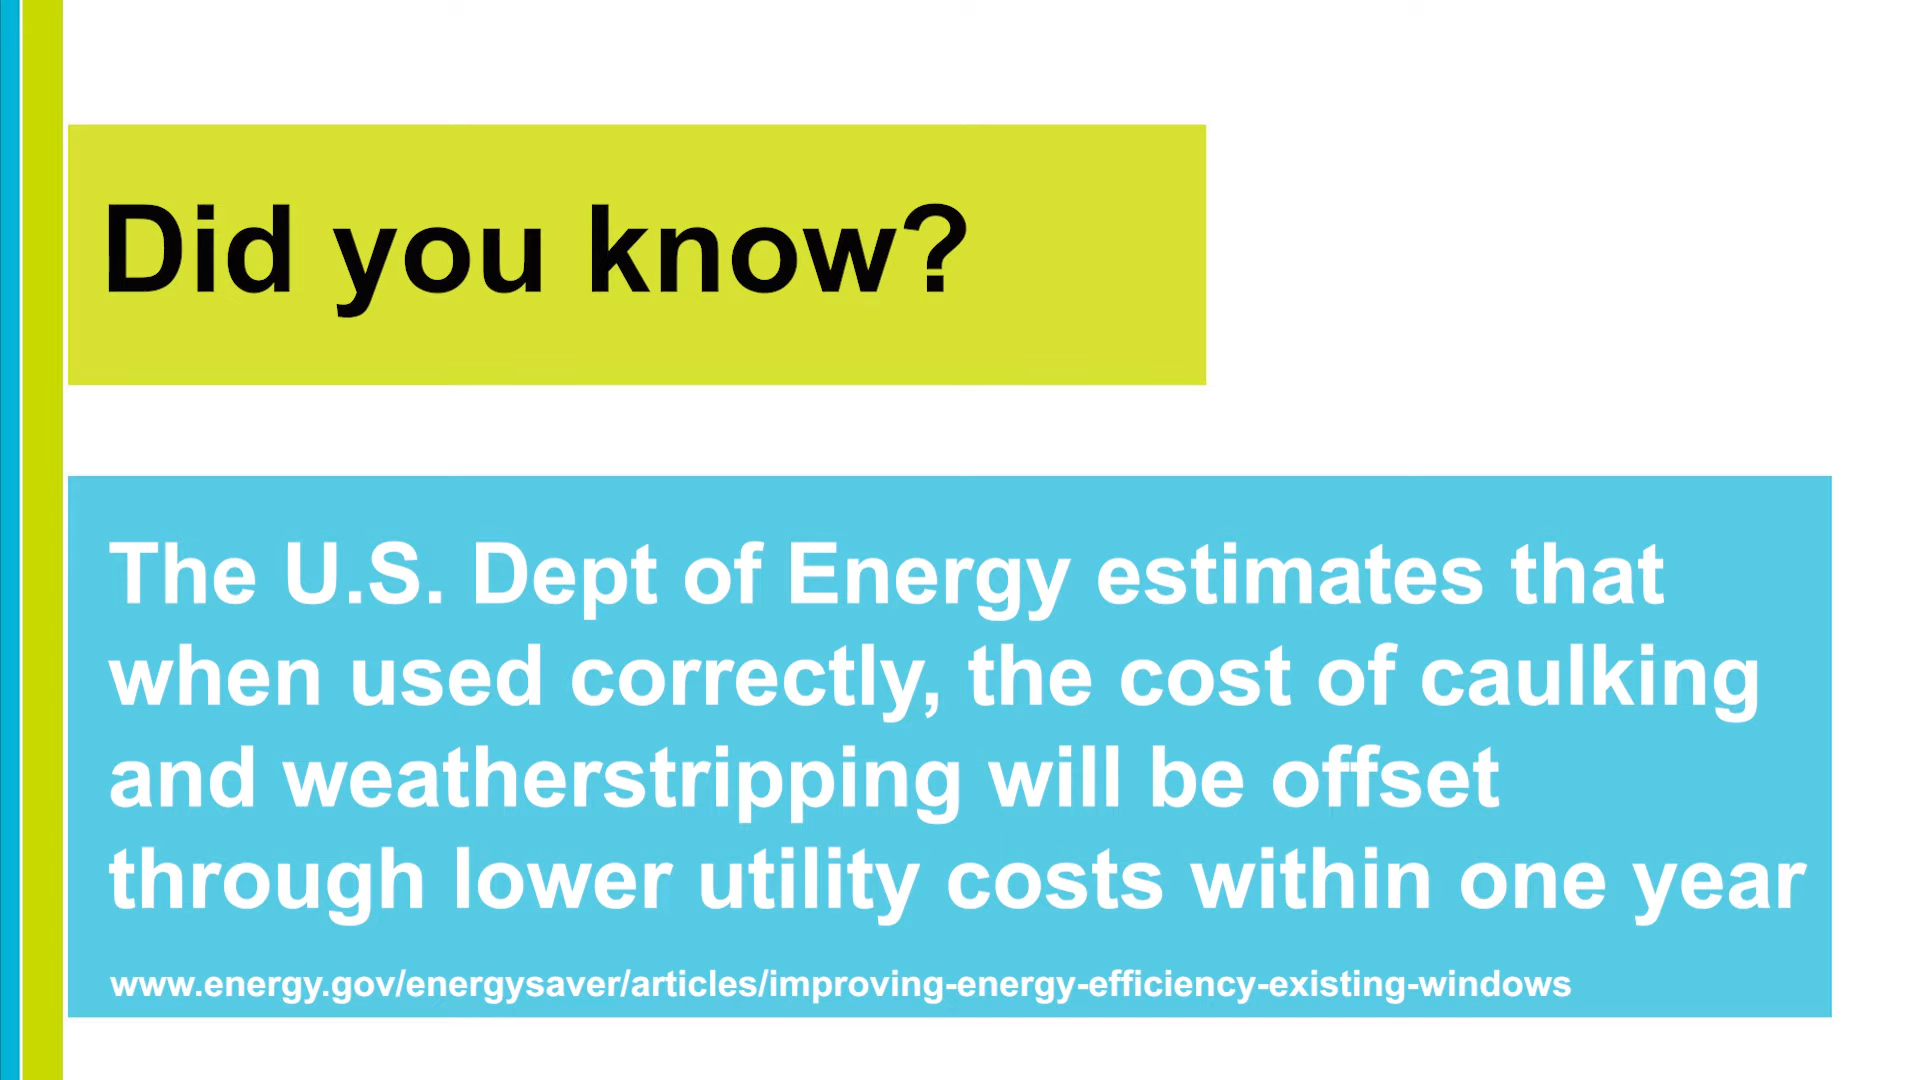 Did you know?
The U.S. Dept of Energy estimates that
when used correctly, the cost of caulking
and weatherstripping will be offset
through lower utility costs within one year
www.energy.gov/energysaver/articles/improving-energy-efficiency-existing-windows